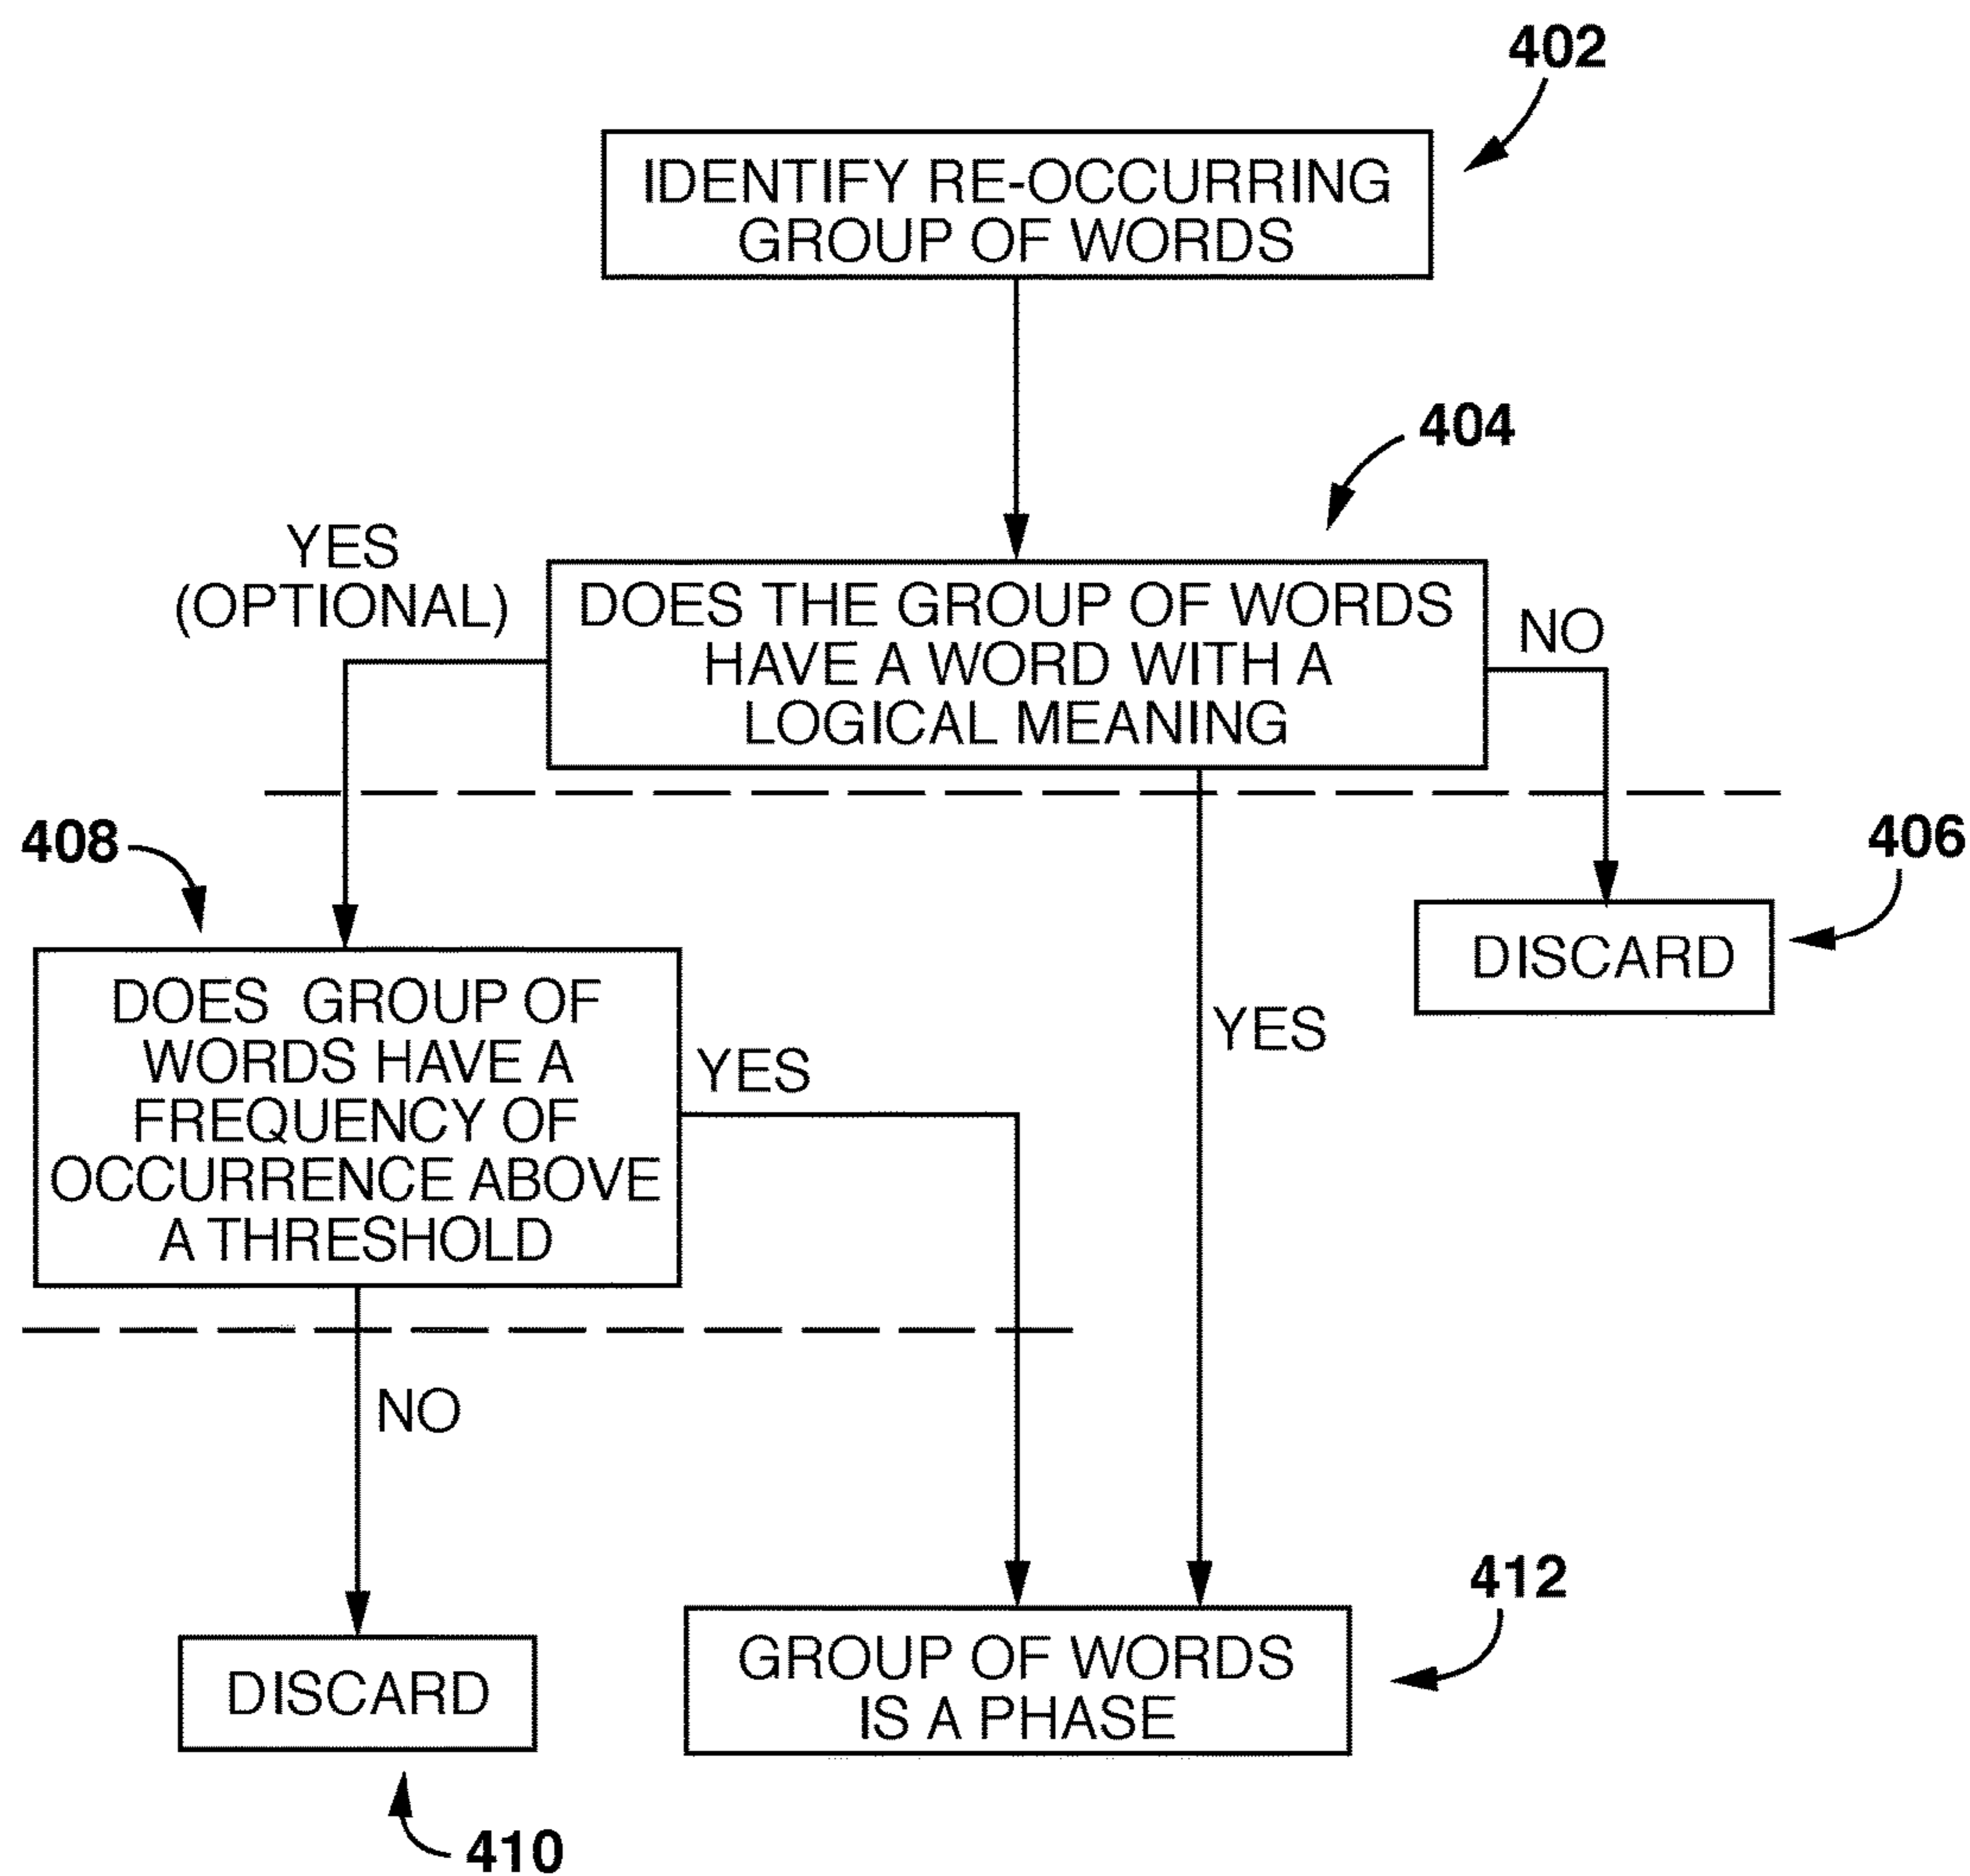 402
IDENTIFY RE-OCCURRING
GROUP OF WORDS
404
YES
(OPTIONAL)
DOES THE GROUP OF WORDS
HAVE A WORD WITH A
LOGICAL MEANING
NO
408
406
DISCARD
DOES GROUP OF
WORDS HAVE A
FREQUENCY OF
OCCURRENCE ABOVE
A THRESHOLD
YES
YES
NO
412
DISCARD
GROUP OF WORDS
IS A PHASE
410